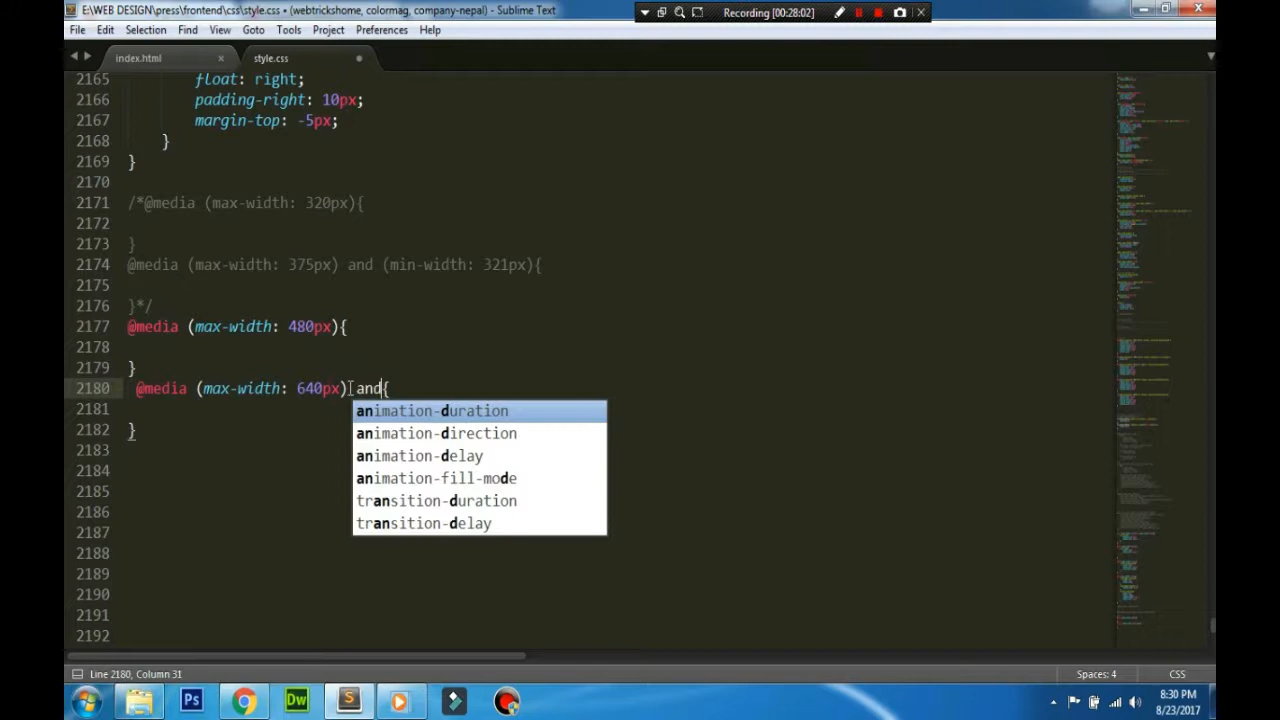 E:\WEB DESIGN\press\frontend\css\style.css • (webtrickshome, colormag, company-nepal) - Sublime Text
Recording [00:28:02]
File Edit Selection Find View Goto Tools Project Preferences Help
index.html × style.css
2165 float: right;
2166 padding-right: 10px;
2167 margin-top: -5px;
2168 }
2169 }
2170
2171 /*@media (max-width: 320px){
2172
2173 }
2174 @media (max-width: 375px) and (min-width: 321px){
2175
2176 }*/
2177 @media (max-width: 480px){
2178
2179 }
2180 @media (max-width: 640px) and{
2181 animation-duration
animation-direction
2182 }
2183 animation-delay
2184 animation-fill-mode
2185 transition-duration
2186 transition-delay
2187
2188
2189
2190
2191
2192
Line 2180, Column 31 Spaces: 4 CSS
Ps Dw S
8:30 PM
8/23/2017